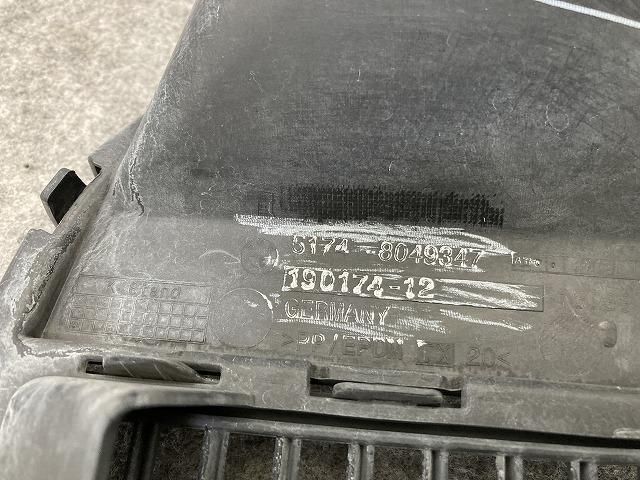 5174 - 8049347
190174-12
GERMANY
>PP/EPDM TX 20<